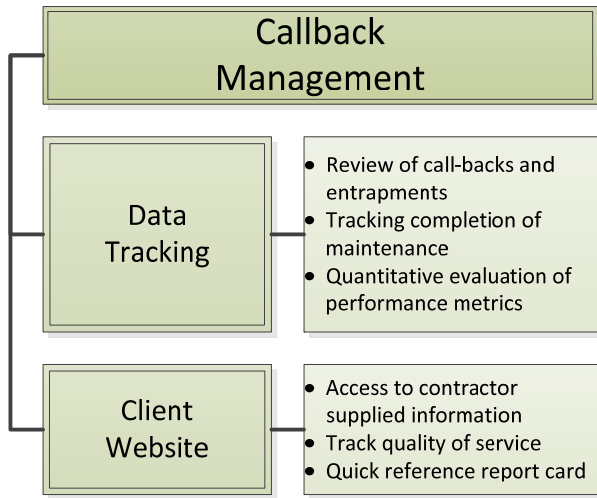 Callback
Management
Data
Tracking
• Review of call-backs and
entrapments
• Tracking completion of
maintenance
• Quantitative evaluation of
performance metrics
Client
Website
• Access to contractor
supplied information
• Track quality of service
• Quick reference report card